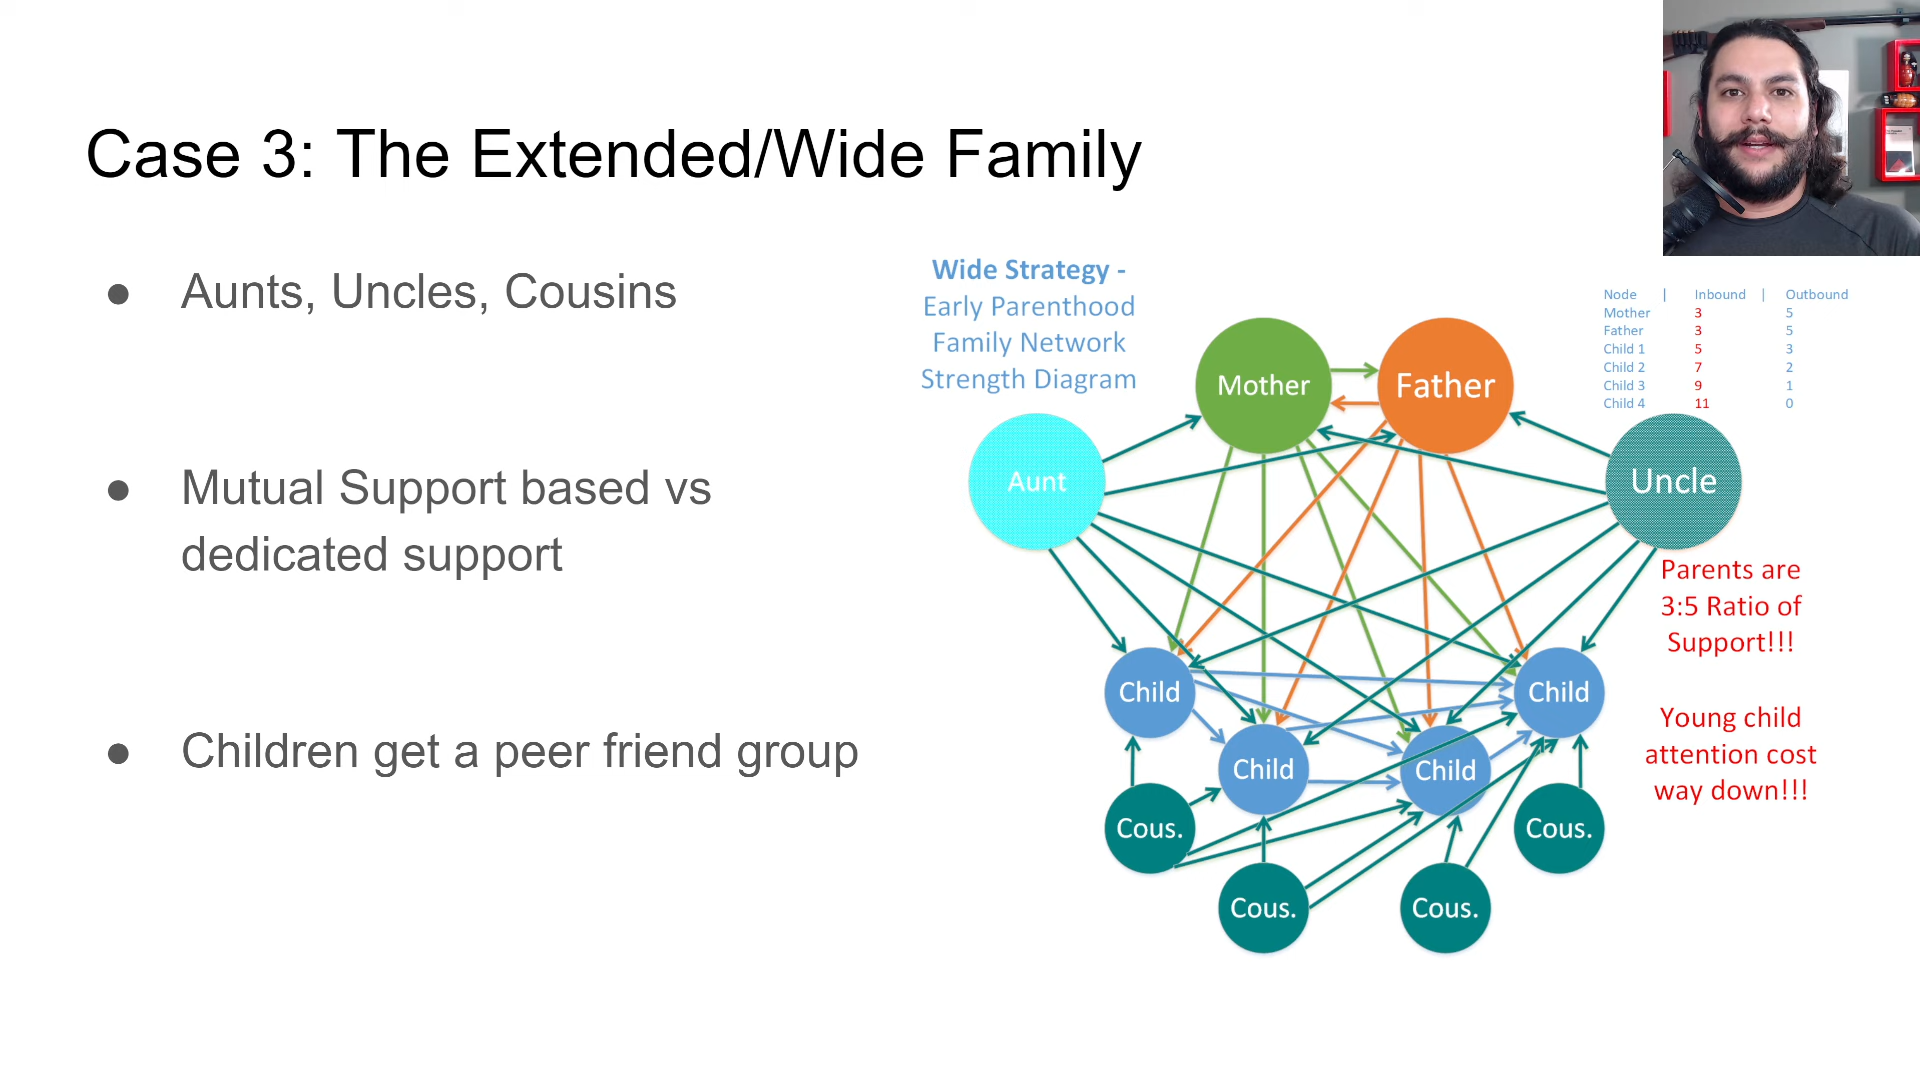 Case 3: The Extended/Wide Family
● Aunts, Uncles, Cousins
● Mutual Support based vs
dedicated support
● Children get a peer friend group
Wide Strategy -
Early Parenthood
Family Network
Strength Diagram
Node | Inbound | Outbound
Mother 3 5
Father 3 5
Child 1 5 3
Child 2 7 2
Child 3 9 1
Child 4 11 0
Mother
Father
Aunt
Uncle
Parents are
3:5 Ratio of
Support!!!
Child
Child
Child
Child
Young child
attention cost
way down!!!
Cous.
Cous.
Cous.
Cous.